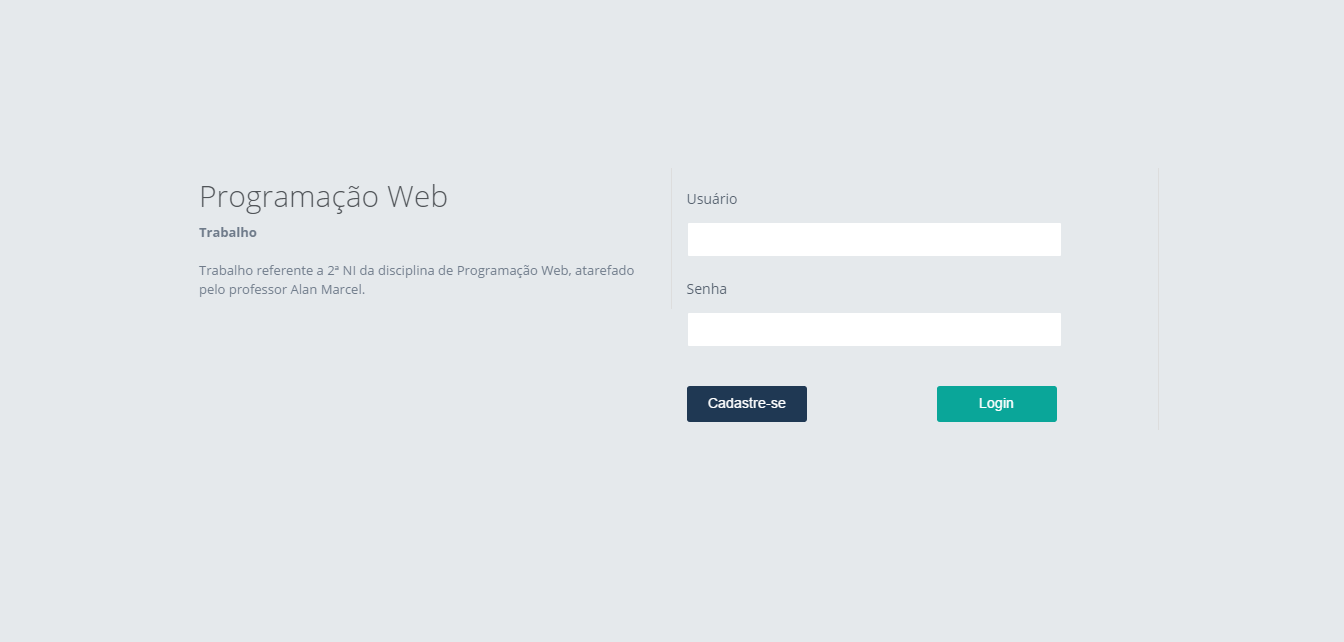 Programação Web
Trabalho
Trabalho referente a 2ª NI da disciplina de Programação Web, atarefado
pelo professor Alan Marcel.
Usuário
Senha
Cadastre-se
Login